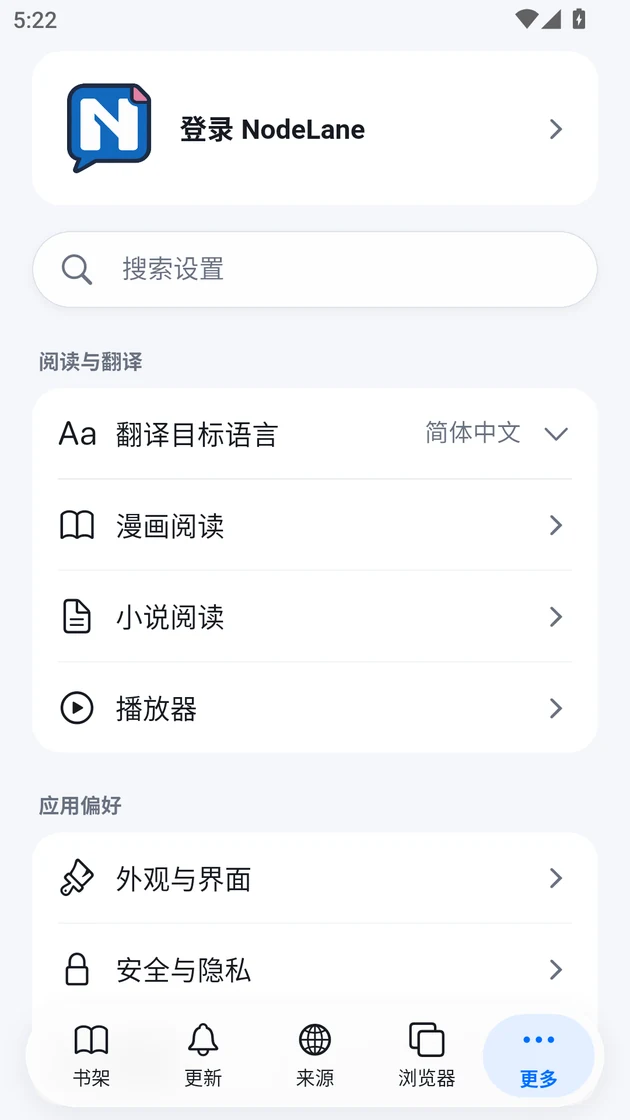 5:22
登录 NodeLane
搜索设置
阅读与翻译
Aa 翻译目标语言 简体中文
漫画阅读
小说阅读
播放器
应用偏好
外观与界面
安全与隐私
书架 更新 来源 浏览器 更多